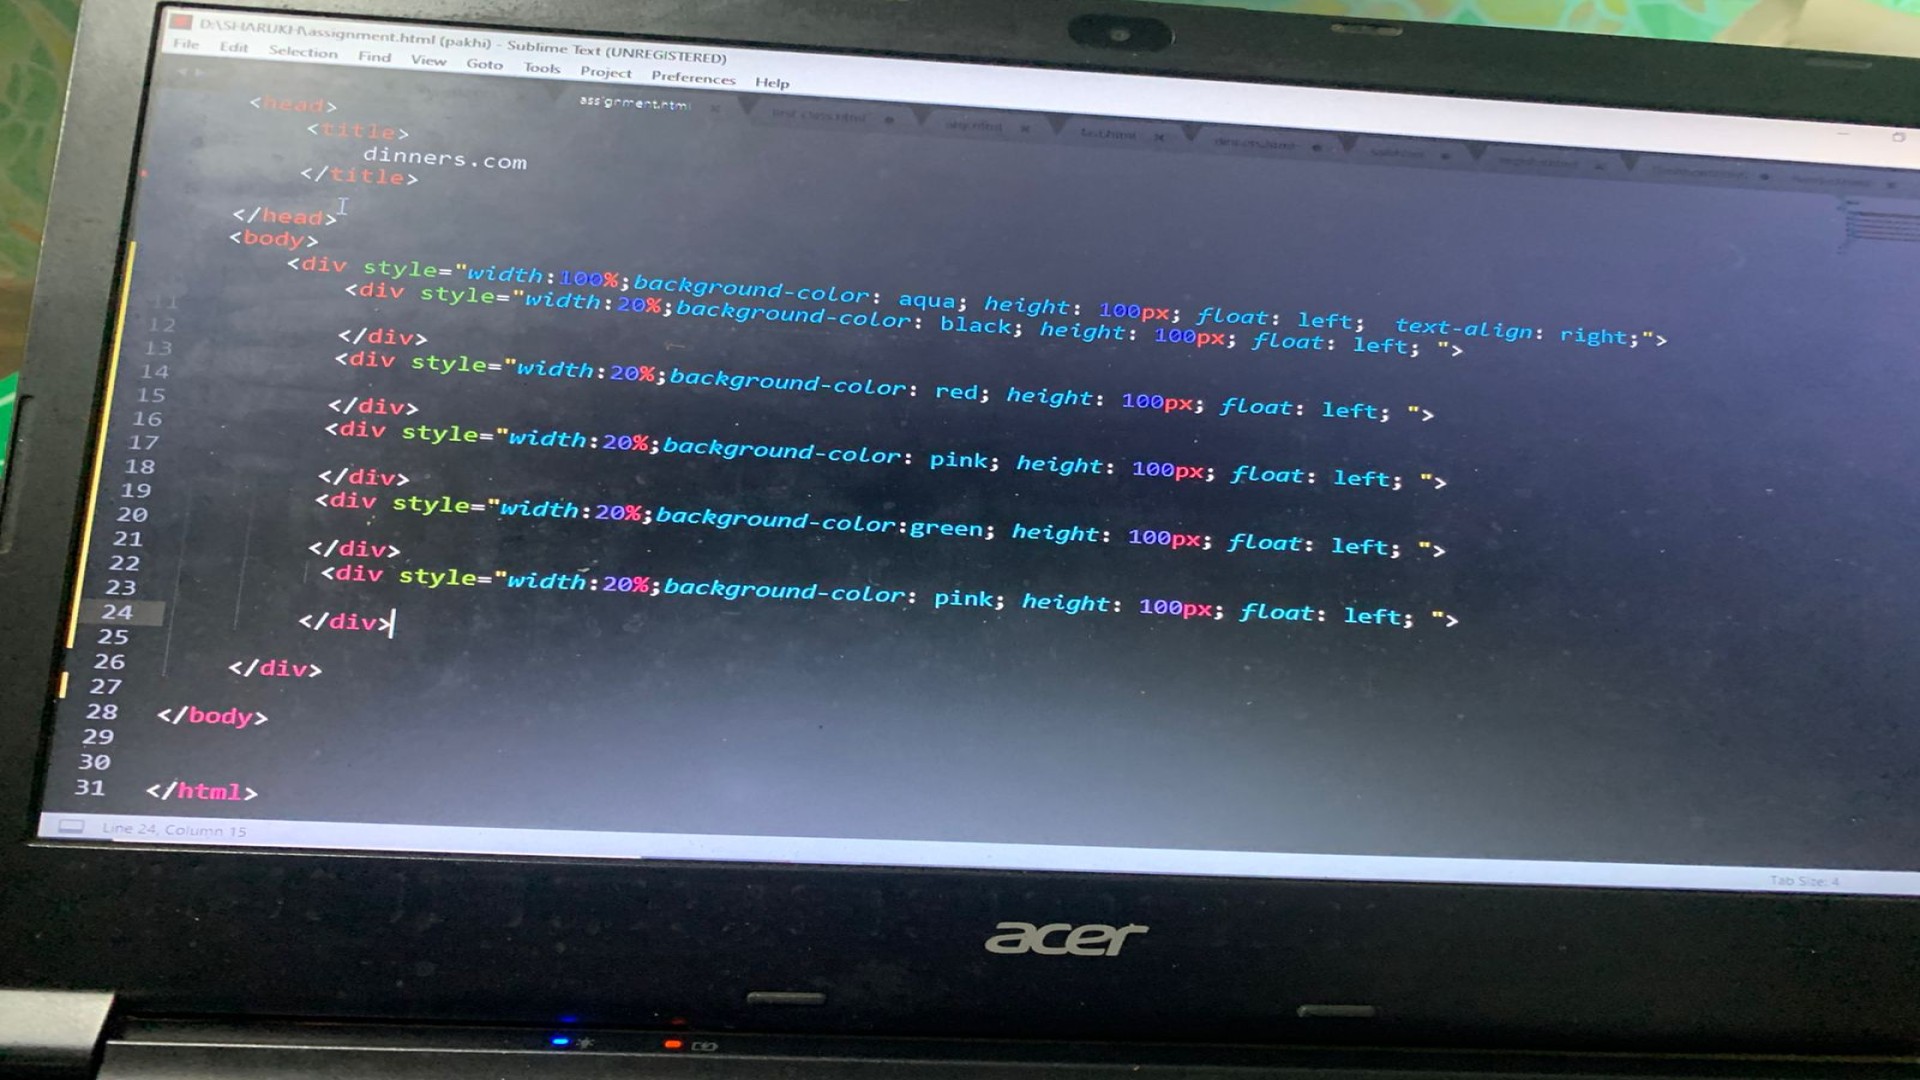 D:\SHARUKH\assignment.html (pakhi) - Sublime Text (UNREGISTERED)
File Edit Selection Find View Goto Tools Project Preferences Help
assignment.html
<head>
<title>
dinners.com
</title>
</head>
<body>
<div style="width:100%;background-color: aqua; height: 100px; float: left;  text-align: right;">
11 <div style="width:20%;background-color: black; height: 100px; float: left; ">
12
13 </div>
14 <div style="width:20%;background-color: red; height: 100px; float: left; ">
15
16 </div>
17 <div style="width:20%;background-color: pink; height: 100px; float: left; ">
18
19 </div>
20 <div style="width:20%;background-color:green; height: 100px; float: left; ">
21
22 </div>
23 <div style="width:20%;background-color: pink; height: 100px; float: left; ">
24 </div>
25
26 </div>
27
28 </body>
29
30
31 </html>
Line 24, Column 15
Tab Size: 4
acer